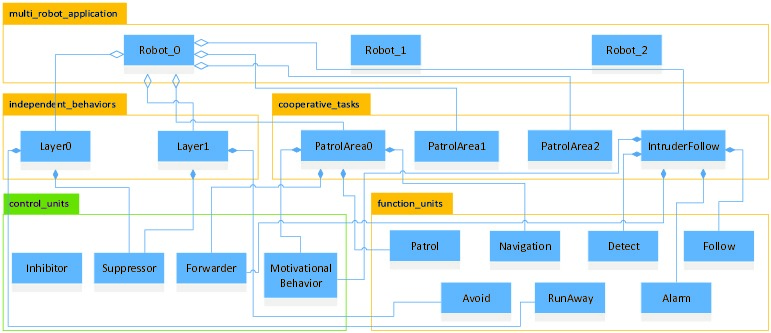 multi_robot_application
Robot_0
Robot_1
Robot_2
independent_behaviors
cooperative_tasks
Layer0
Layer1
PatrolArea0
PatrolArea1
PatrolArea2
IntruderFollow
control_units
function_units
Inhibitor
Suppressor
Forwarder
Motivational
Behavior
Patrol
Navigation
Detect
Follow
Avoid
RunAway
Alarm